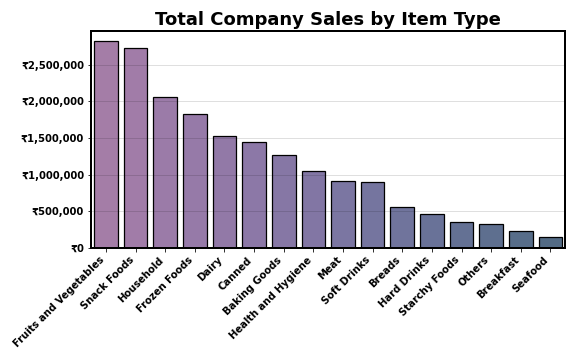 Total Company Sales by Item Type
₹2,500,000
₹2,000,000
₹1,500,000
₹1,000,000
₹500,000
₹0
Fruits and Vegetables
Snack Foods
Household
Frozen Foods
Dairy
Canned
Baking Goods
Health and Hygiene
Meat
Soft Drinks
Breads
Hard Drinks
Starchy Foods
Others
Breakfast
Seafood